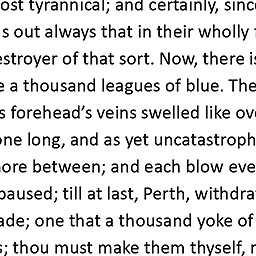 ost tyrannical; and certainly, sinc
s out always that in their wholly
estroyer of that sort. Now, there is
e a thousand leagues of blue. The
s forehead's veins swelled like ov
one long, and as yet uncatastroph
ore between; and each blow eve
paused; till at last, Perth, withdra
ade; one that a thousand yoke of
s; thou must make them thyself, r